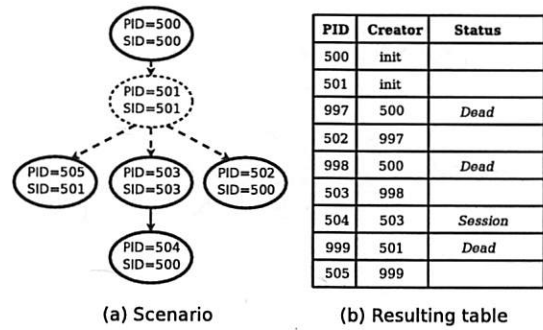 PID=500
SID=500
PID=501
SID=501
PID=505
SID=501
PID=503
SID=503
PID=502
SID=500
PID=504
SID=500
(a) Scenario
PID Creator Status
500 init
501 init
997 500 Dead
502 997
998 500 Dead
503 998
504 503 Session
999 501 Dead
505 999
(b) Resulting table